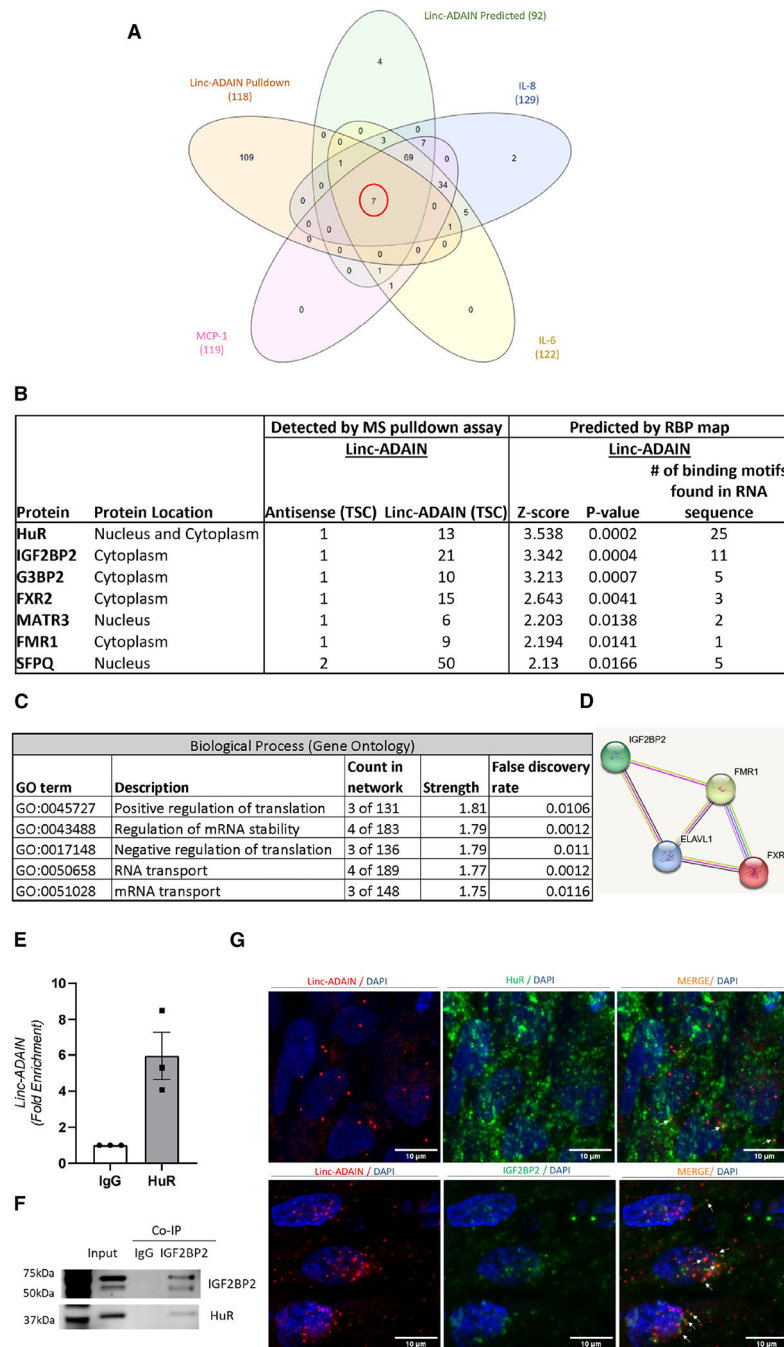 A
Linc-ADAIN Predicted (92)
Linc-ADAIN Pulldown
(118)
IL-8
(129)
4
0 0 0
0 0 3 7
109 1 69 0 2
34
0
0 7 0 5
0 0 1
0 0 0 0 0 0
0 1
1
0 0
MCP-1
(119)
IL-6
(122)
B
Detected by MS pulldown assay Predicted by RBP map
Linc-ADAIN Linc-ADAIN
# of binding motifs
found in RNA
Protein Protein Location Antisense (TSC) Linc-ADAIN (TSC) Z-score P-value sequence
HuR Nucleus and Cytoplasm 1 13 3.538 0.0002 25
IGF2BP2 Cytoplasm 1 21 3.342 0.0004 11
G3BP2 Cytoplasm 1 10 3.213 0.0007 5
FXR2 Cytoplasm 1 15 2.643 0.0041 3
MATR3 Nucleus 1 6 2.203 0.0138 2
FMR1 Cytoplasm 1 9 2.194 0.0141 1
SFPQ Nucleus 2 50 2.13 0.0166 5
C
Biological Process (Gene Ontology)
GO term Description Count in network Strength False discovery rate
GO:0045727 Positive regulation of translation 3 of 131 1.81 0.0106
GO:0043488 Regulation of mRNA stability 4 of 183 1.79 0.0012
GO:0017148 Negative regulation of translation 3 of 136 1.79 0.011
GO:0050658 RNA transport 4 of 189 1.77 0.0012
GO:0051028 mRNA transport 3 of 148 1.75 0.0116
D
IGF2BP2
FMR1
ELAVL1
FXR
E
Linc-ADAIN
(Fold Enrichment)
10
8
6
4
2
0
IgG HuR
F
Co-IP
Input IgG IGF2BP2
75kDa
50kDa
IGF2BP2
37kDa
HuR
G
Linc-ADAIN / DAPI HuR / DAPI MERGE/ DAPI
10 µm 10 µm 10 µm
Linc-ADAIN / DAPI IGF2BP2 / DAPI MERGE/ DAPI
10 µm 10 µm 10 µm